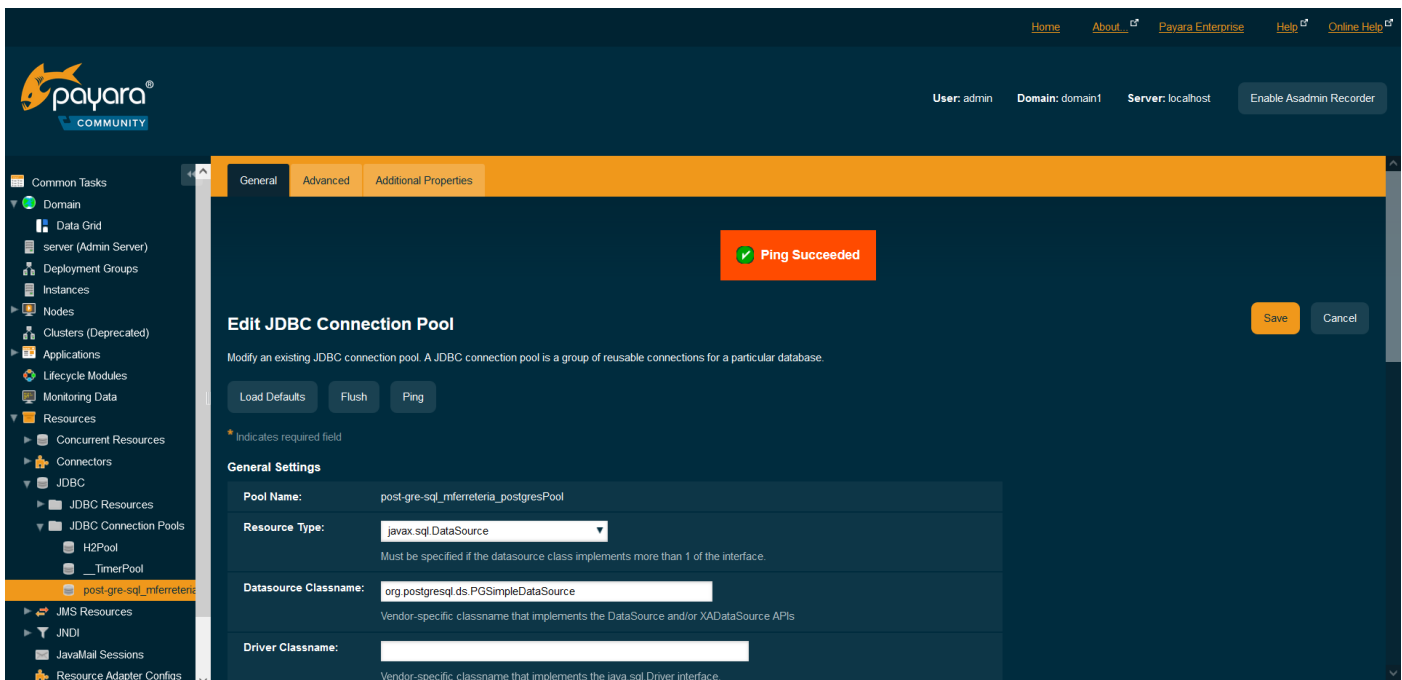 Home About... Payara Enterprise Help Online Help
payara®
COMMUNITY
User: admin Domain: domain1 Server: localhost Enable Asadmin Recorder
Common Tasks
Domain
Data Grid
server (Admin Server)
Deployment Groups
Instances
Nodes
Clusters (Deprecated)
Applications
Lifecycle Modules
Monitoring Data
Resources
Concurrent Resources
Connectors
JDBC
JDBC Resources
JDBC Connection Pools
H2Pool
__TimerPool
post-gre-sql_mferreteria
JMS Resources
JNDI
JavaMail Sessions
Resource Adapter Configs
General Advanced Additional Properties
Ping Succeeded
Edit JDBC Connection Pool
Save Cancel
Modify an existing JDBC connection pool. A JDBC connection pool is a group of reusable connections for a particular database.
Load Defaults Flush Ping
* Indicates required field
General Settings
Pool Name: post-gre-sql_mferreteria_postgresPool
Resource Type: javax.sql.DataSource
Must be specified if the datasource class implements more than 1 of the interface.
Datasource Classname: org.postgresql.ds.PGSimpleDataSource
Vendor-specific classname that implements the DataSource and/or XADataSource APIs
Driver Classname:
Vendor-specific classname that implements the java.sql.Driver interface.